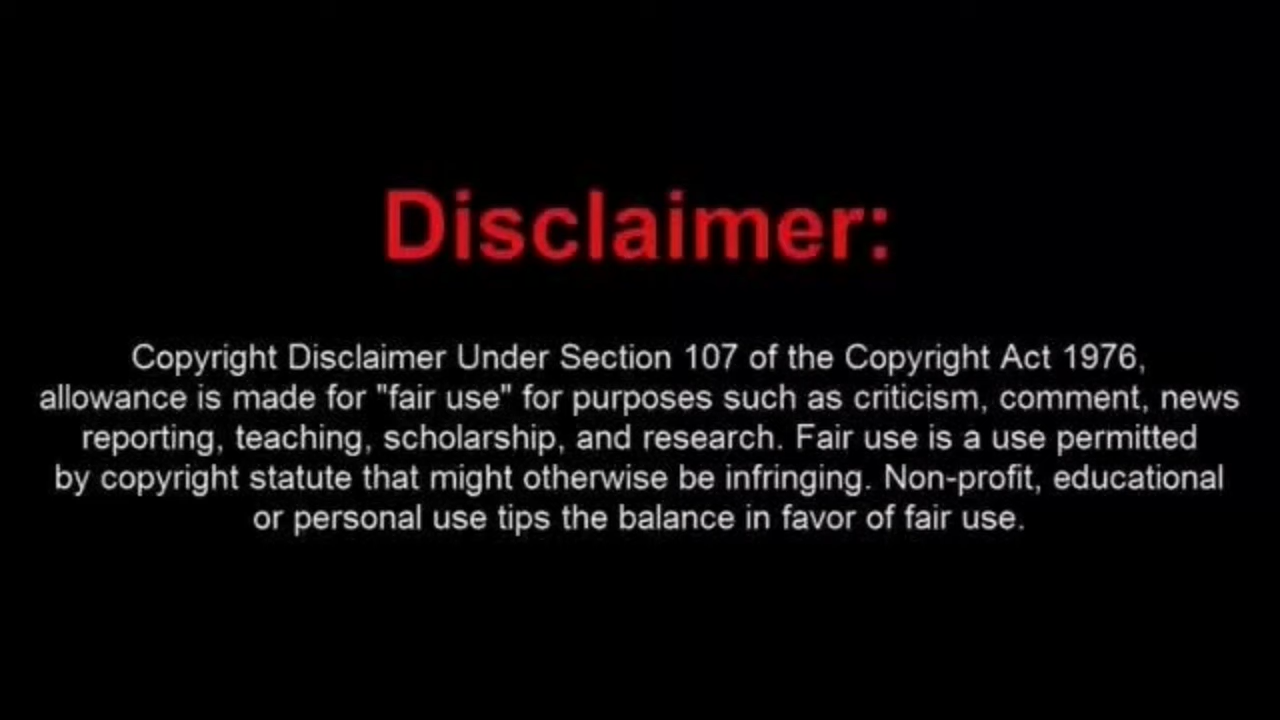 Disclaimer:
Copyright Disclaimer Under Section 107 of the Copyright Act 1976,
allowance is made for "fair use" for purposes such as criticism, comment, news
reporting, teaching, scholarship, and research. Fair use is a use permitted
by copyright statute that might otherwise be infringing. Non-profit, educational
or personal use tips the balance in favor of fair use.